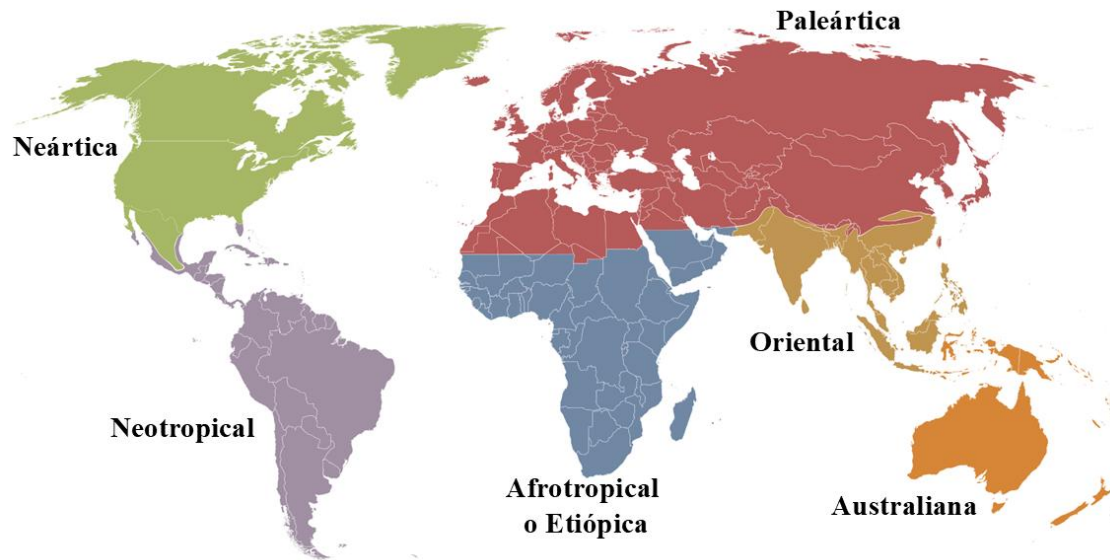 Paleártica
Neártica
Oriental
Neotropical
Afrotropical
o Etiópica
Australiana